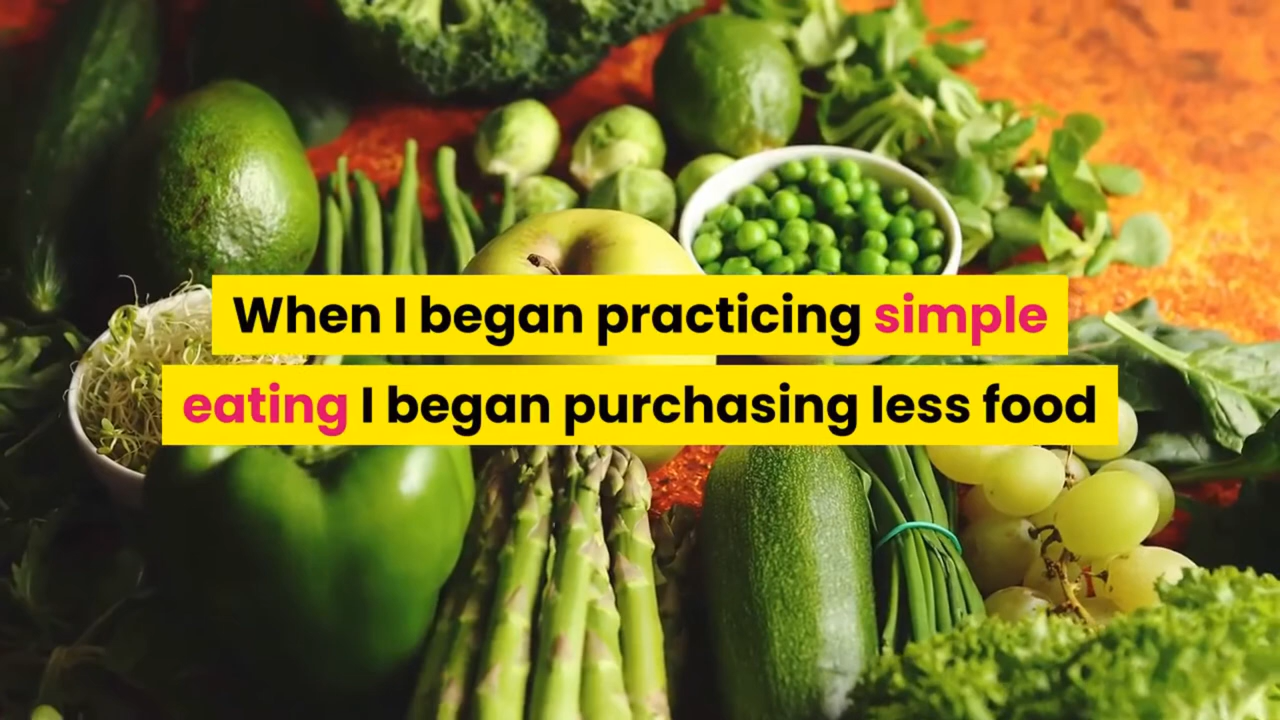 When I began practicing simple
eating I began purchasing less food